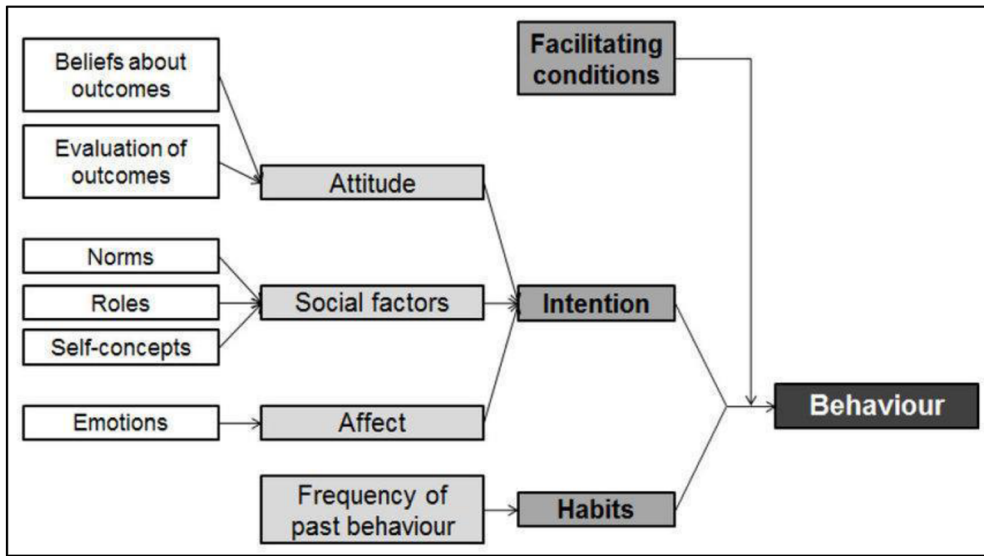 Beliefs about
outcomes
Evaluation of
outcomes
Norms
Roles
Self-concepts
Emotions
Attitude
Social factors
Affect
Frequency of
past behaviour
Facilitating
conditions
Intention
Habits
Behaviour